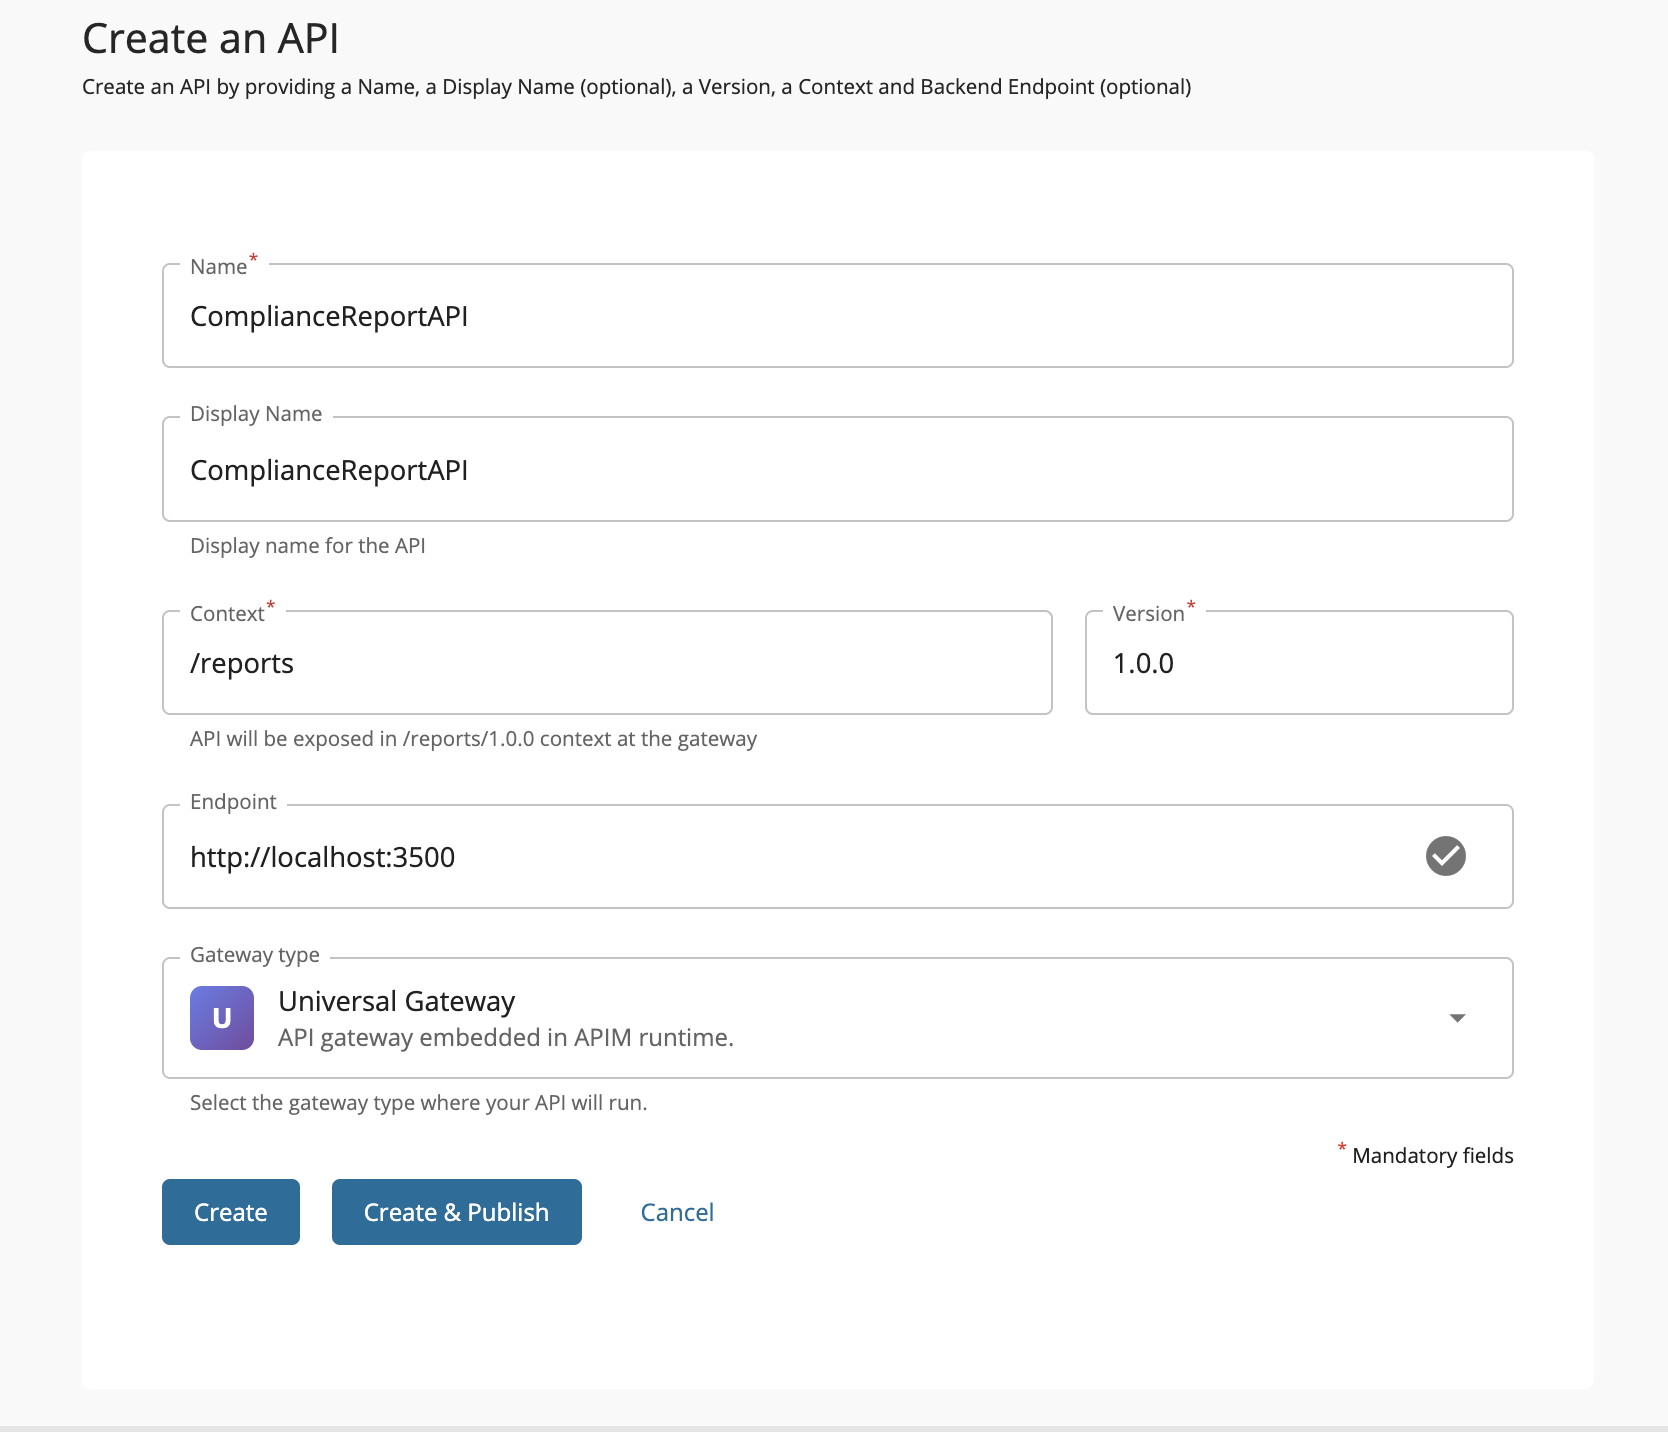 Create an API
Create an API by providing a Name, a Display Name (optional), a Version, a Context and Backend Endpoint (optional)
Name*
ComplianceReportAPI
Display Name
ComplianceReportAPI
Display name for the API
Context*
/reports
API will be exposed in /reports/1.0.0 context at the gateway
Version*
1.0.0
Endpoint
http://localhost:3500
Gateway type
U
Universal Gateway
API gateway embedded in APIM runtime.
Select the gateway type where your API will run.
* Mandatory fields
Create
Create & Publish
Cancel